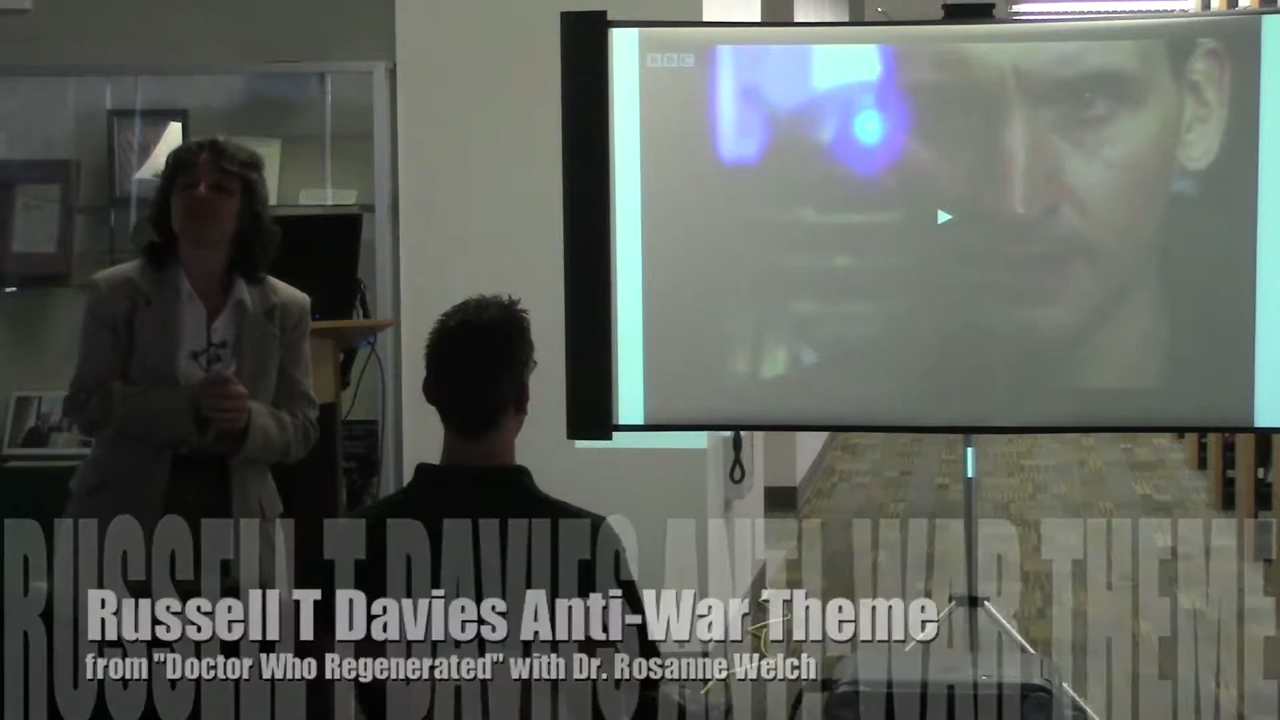 BBC
RUSSELL T DAVIES ANTI-WAR THEME
Russell T Davies Anti-War Theme
from "Doctor Who Regenerated" with Dr. Rosanne Welch